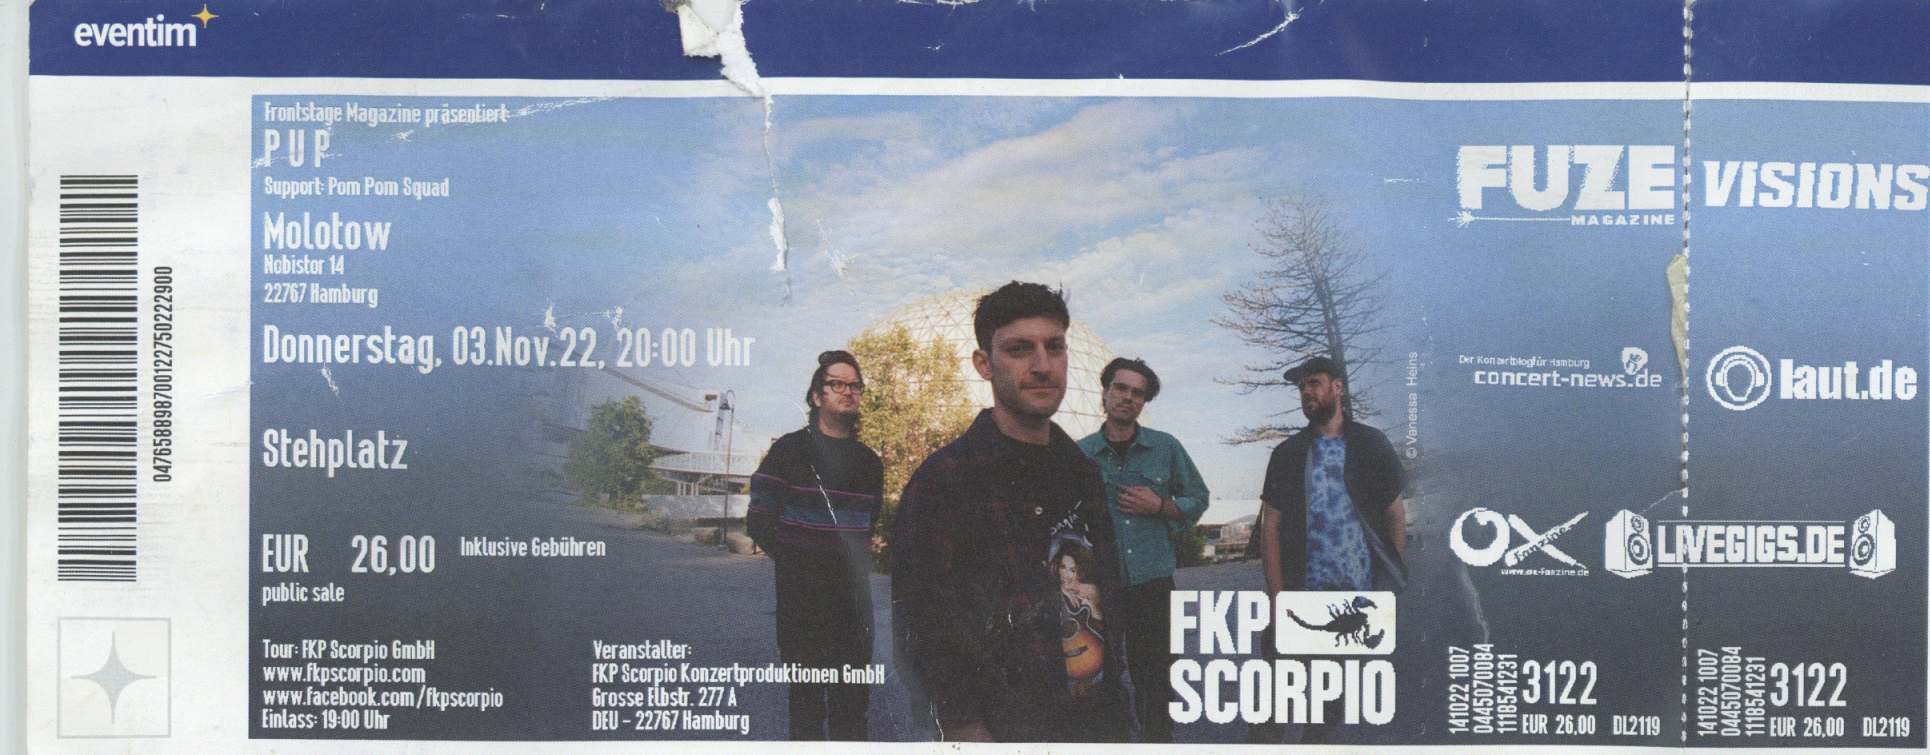 eventim
047658898700122750222900
Frontstage Magazine präsentiert
PUP
Support: Pom Pom Squad
Molotow
Nobistor 14
22767 Hamburg
Donnerstag, 03.Nov.22, 20:00 Uhr
Stehplatz
EUR 26,00 Inklusive Gebühren
public sale
Tour: FKP Scorpio GmbH
www.fkpscorpio.com
www.facebook.com/fkpscorpio
Einlass: 19:00 Uhr
Veranstalter:
FKP Scorpio Konzertproduktionen GmbH
Grosse Elbstr. 277 A
DEU - 22767 Hamburg
FKP
SCORPIO
© Vanessa Heins
FUZE
MAGAZINE
VISIONS
Der Konzertblog für Hamburg
concert-news.de
laut.de
OX
Fanzine
www.ox-fanzine.de
LIVEGIGS.DE
141022 1007
0445070084
1118541231
3122
EUR 26,00 DL2119
141022 1007
0445070084
1118541231
3122
EUR 26,00 DL2119